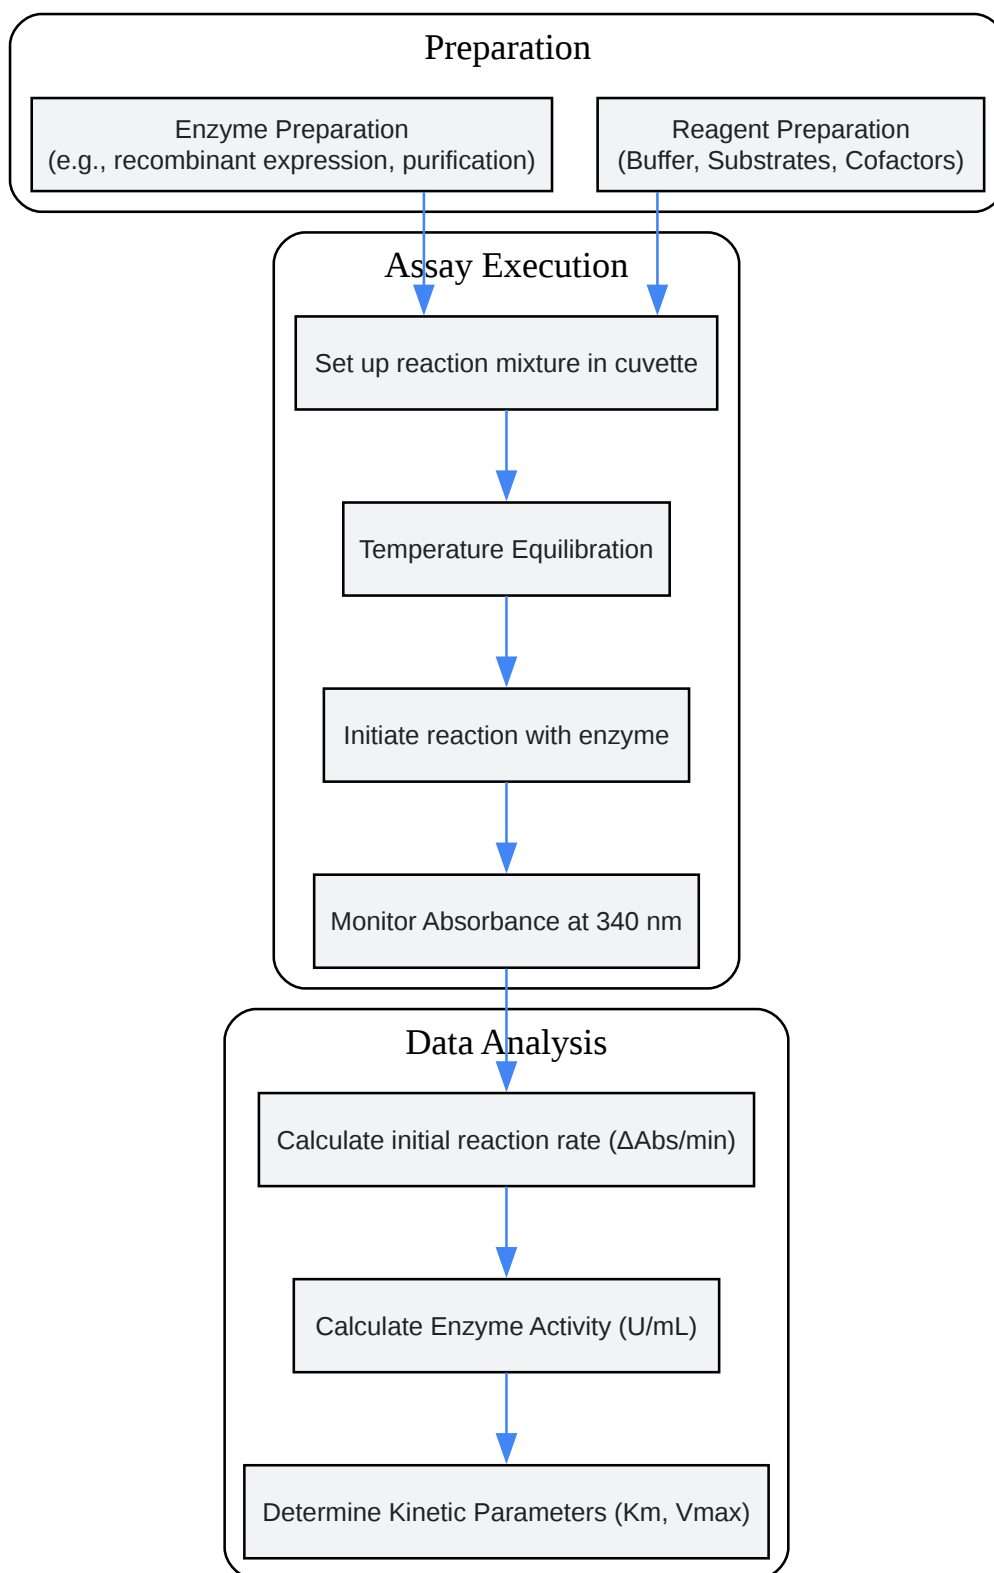 Preparation
Enzyme Preparation
(e.g., recombinant expression, purification)
Reagent Preparation
(Buffer, Substrates, Cofactors)
Assay Execution
Set up reaction mixture in cuvette
Temperature Equilibration
Initiate reaction with enzyme
Monitor Absorbance at 340 nm
Data Analysis
Calculate initial reaction rate (ΔAbs/min)
Calculate Enzyme Activity (U/mL)
Determine Kinetic Parameters (Km, Vmax)